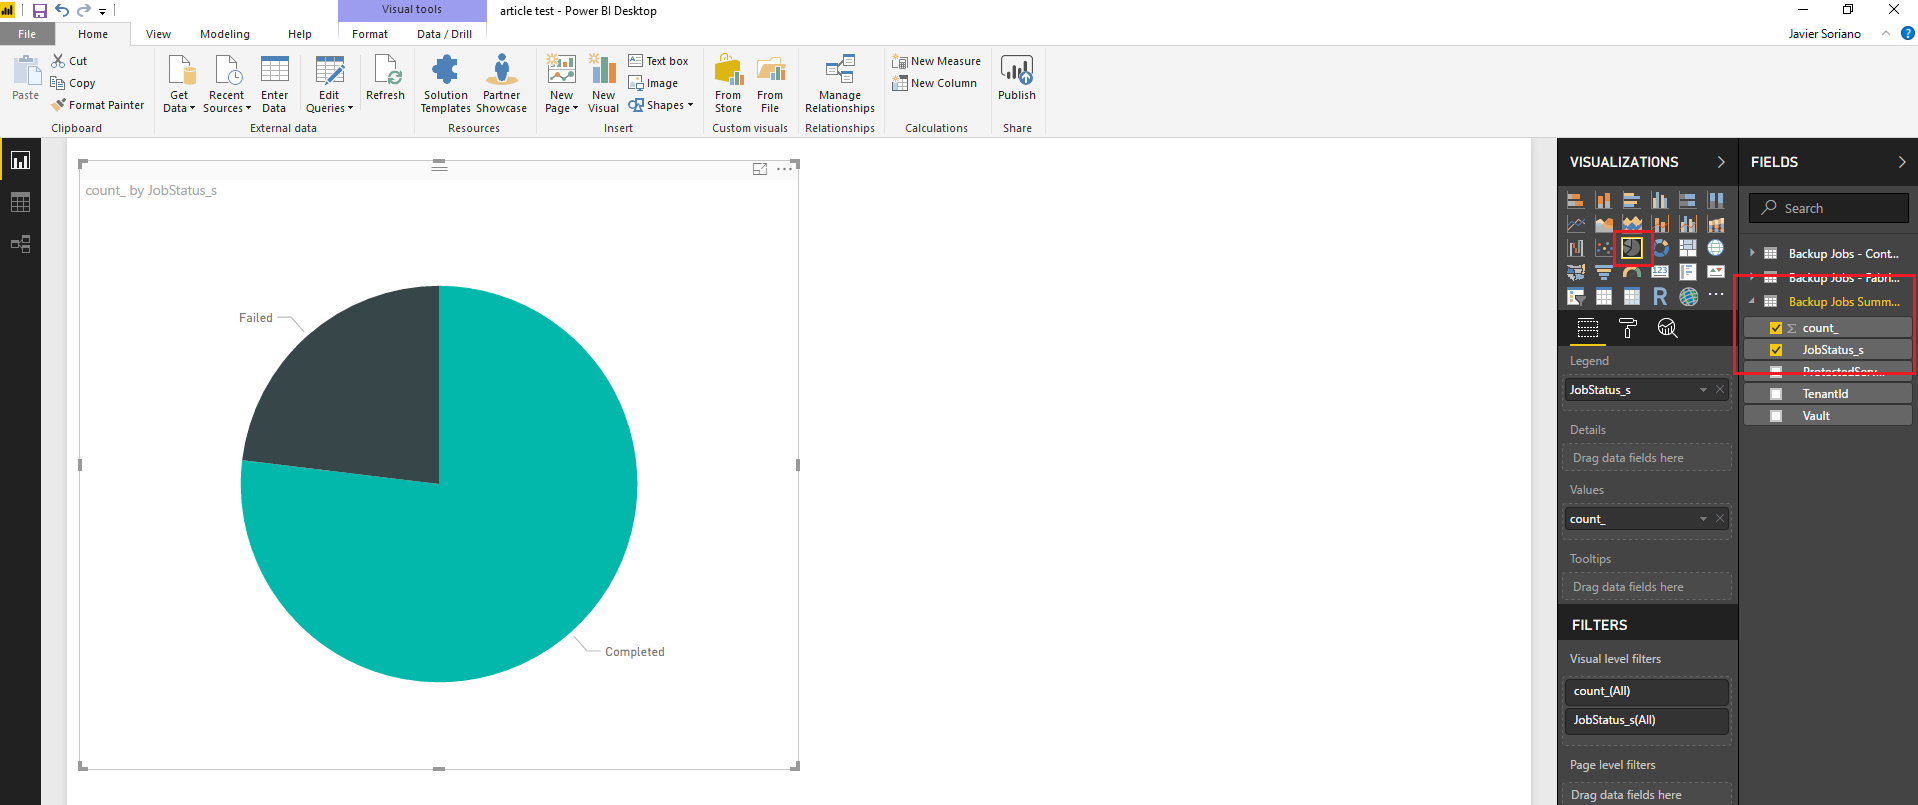 Visual tools
article test - Power BI Desktop
File Home View Modeling Help Format Data / Drill
Javier Soriano
?
Paste
Cut
Copy
Format Painter
Clipboard
Get Data
Recent Sources
Enter Data
Edit Queries
Refresh
External data
Solution Templates
Partner Showcase
Resources
New Page
New Visual
Text box
Image
Shapes
Insert
From Store
From File
Custom visuals
Manage Relationships
Relationships
New Measure
New Column
Calculations
Publish
Share
count_ by JobStatus_s
Failed
Completed
VISUALIZATIONS
123
R
Legend
JobStatus_s
Details
Drag data fields here
Values
count_
Tooltips
Drag data fields here
FILTERS
Visual level filters
count_(All)
JobStatus_s(All)
Page level filters
Drag data fields here
FIELDS
Search
Backup Jobs - Cont...
Backup Jobs - Fabri...
Backup Jobs Summ...
Σ count_
JobStatus_s
ProtectedServ...
TenantId
Vault